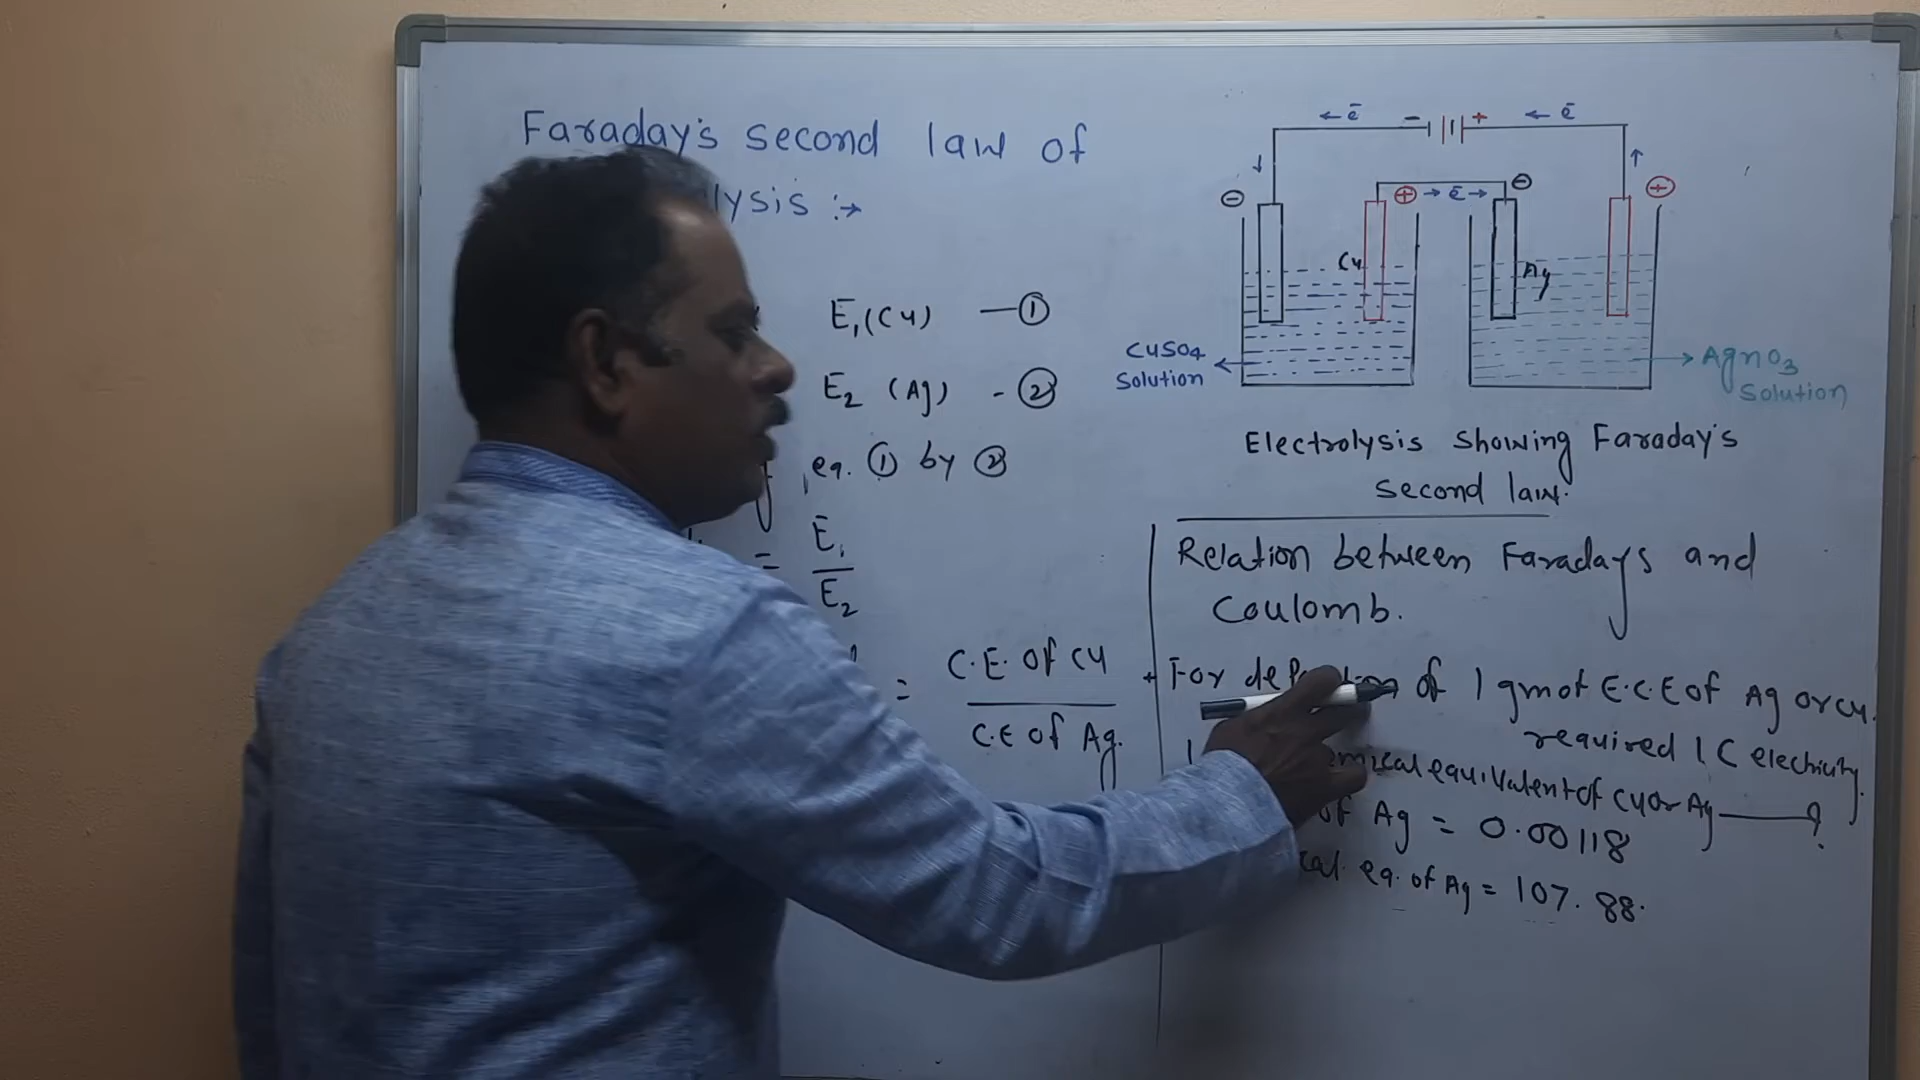 Faraday's second law of
lysis :→
E₁(Cu) —①
E₂ (Ag) - ②
eq. ① by ②
= E₁
E₂
= C.E. Of Cu
C.E of Ag.
← ē - + ← ē
⊖ ⊕ → ē → ⊖ ⊕
Cu Ag
CuSO4
Solution
AgNO3
Solution
Electrolysis showing Faraday's
second law.
Relation between Faradays and
Coulomb.
For of 1 gm of E.C.E of Ag or Cu.
required 1 C electricity.
equivalent of Cu or Ag — ?
of Ag = 0.00118
eq. of Ag = 107.88.